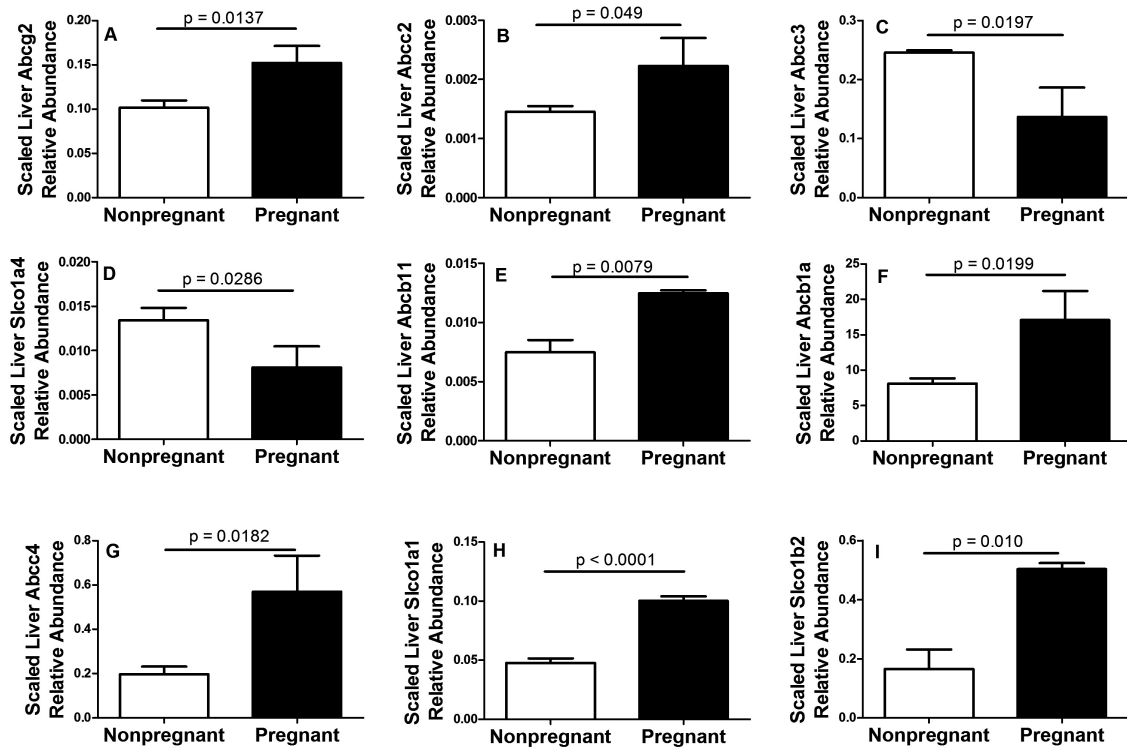 A
p = 0.0137
Scaled Liver Abcg2
Relative Abundance
0.20
0.15
0.10
0.05
0.00
Nonpregnant Pregnant
B
p = 0.049
Scaled Liver Abcc2
Relative Abundance
0.003
0.002
0.001
0.000
Nonpregnant Pregnant
C
p = 0.0197
Scaled Liver Abcc3
Relative Abundance
0.3
0.2
0.1
0.0
Nonpregnant Pregnant
D
p = 0.0286
Scaled Liver Slco1a4
Relative Abundance
0.020
0.015
0.010
0.005
0.000
Nonpregnant Pregnant
E
p = 0.0079
Scaled Liver Abcb11
Relative Abundance
0.015
0.010
0.005
0.000
Nonpregnant Pregnant
F
p = 0.0199
Scaled Liver Abcb1a
Relative Abundance
25
20
15
10
5
0
Nonpregnant Pregnant
G
p = 0.0182
Scaled Liver Abcc4
Relative Abundance
0.8
0.6
0.4
0.2
0.0
Nonpregnant Pregnant
H
p < 0.0001
Scaled Liver Slco1a1
Relative Abundance
0.15
0.10
0.05
0.00
Nonpregnant Pregnant
I
p = 0.010
Scaled Liver Slco1b2
Relative Abundance
0.6
0.4
0.2
0.0
Nonpregnant Pregnant